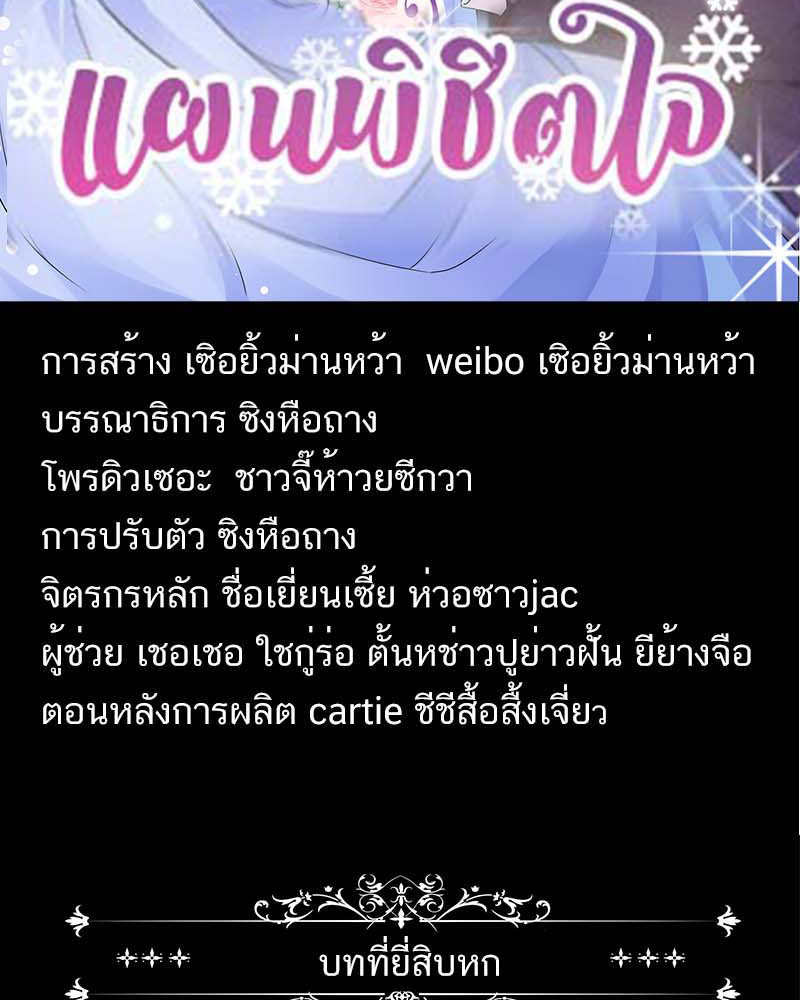 แผนพิชิตใจ
การสร้าง เซิอยิ้วม่านหว้า weibo เซิอยิ้วม่านหว้า
บรรณาธิการ ซิงหือถาง
โพรดิวเซอะ ชาวจี๊ห้าวยซีกวา
การปรับตัว ซิงหือถาง
จิตรกรหลัก ชื่อเยี่ยนเซี้ย ห่วอซาวjac
ผู้ช่วย เชอเชอ ใชกู่ร่อ ตั้นหช่าวปูย่าวฝั้น ยีย้างจือ
ตอนหลังการผลิต cartie ชีชีสื้อสิ้งเจี่ยว
บทที่ยี่สิบหก